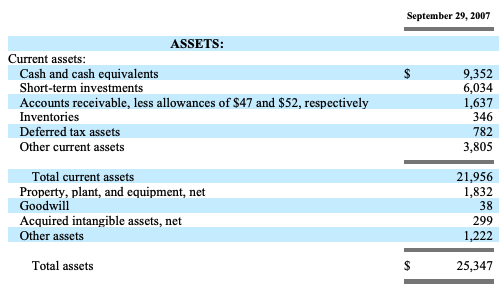 September 29, 2007
ASSETS:
Current assets:
Cash and cash equivalents $ 9,352
Short-term investments 6,034
Accounts receivable, less allowances of $47 and $52, respectively 1,637
Inventories 346
Deferred tax assets 782
Other current assets 3,805
Total current assets 21,956
Property, plant, and equipment, net 1,832
Goodwill 38
Acquired intangible assets, net 299
Other assets 1,222
Total assets $ 25,347